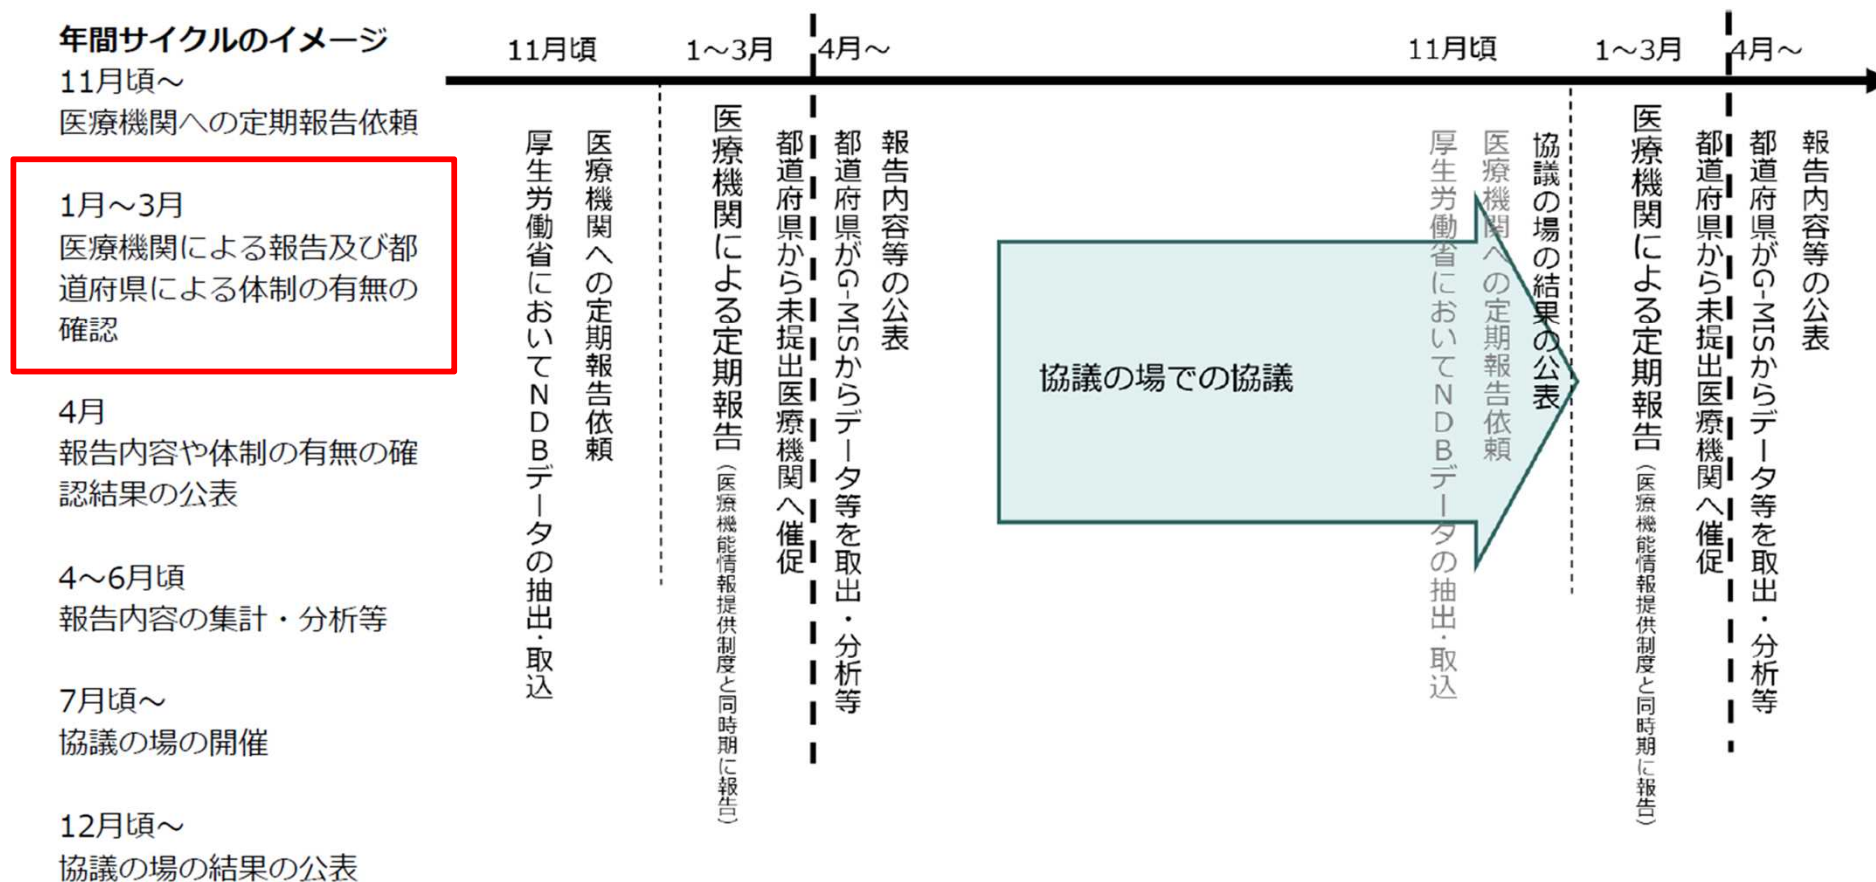 年間サイクルのイメージ
11月頃～
医療機関への定期報告依頼
1月～3月
医療機関による報告及び都
道府県による体制の有無の
確認
4月
報告内容や体制の有無の確
認結果の公表
4～6月頃
報告内容の集計・分析等
7月頃～
協議の場の開催
12月頃～
協議の場の結果の公表
11月頃
1～3月
4月～
11月頃
1～3月
4月～
厚生労働省においてNDBデータの抽出・取込
医療機関への定期報告依頼
医療機関による定期報告（医療機能情報提供制度と同時期に報告）
都道府県から未提出医療機関へ催促
都道府県がG-MISからデータ等を取出・分析等
報告内容等の公表
協議の場での協議
厚生労働省においてNDBデータの抽出・取込
医療機関への定期報告依頼
協議の場の結果の公表
医療機関による定期報告（医療機能情報提供制度と同時期に報告）
都道府県から未提出医療機関へ催促
都道府県がG-MISからデータ等を取出・分析等
報告内容等の公表